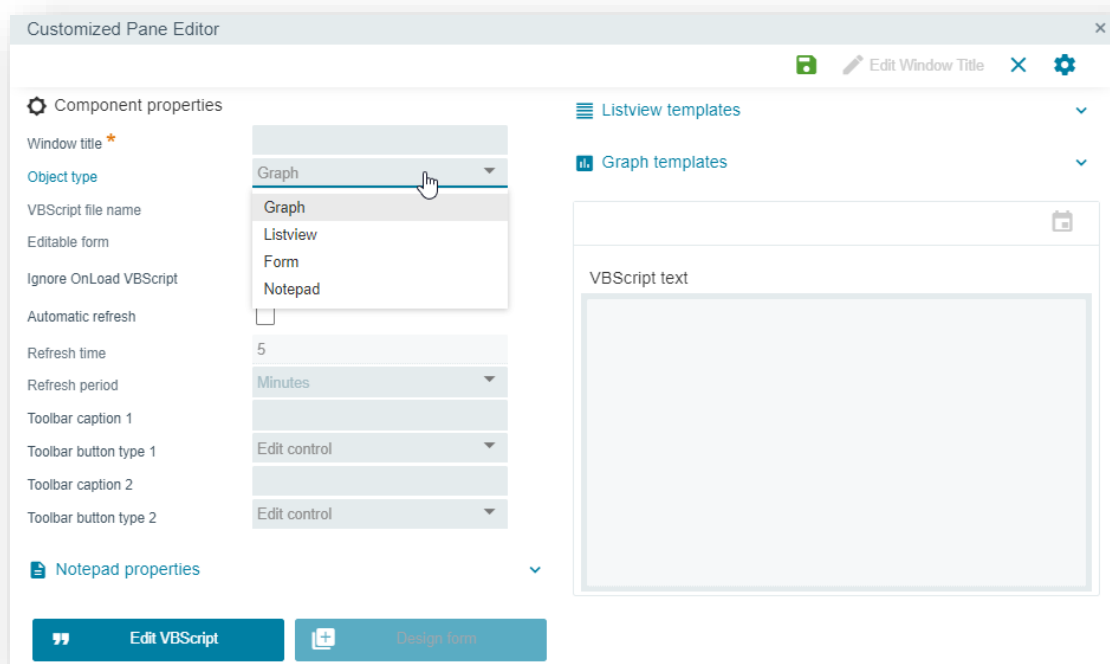 Customized Pane Editor
Edit Window Title
Component properties
Window title *
Object type
Graph
Graph
Listview
Form
Notepad
VBScript file name
Editable form
Ignore OnLoad VBScript
Automatic refresh
Refresh time
5
Refresh period
Minutes
Toolbar caption 1
Toolbar button type 1
Edit control
Toolbar caption 2
Toolbar button type 2
Edit control
Notepad properties
Edit VBScript
Design form
Listview templates
Graph templates
VBScript text